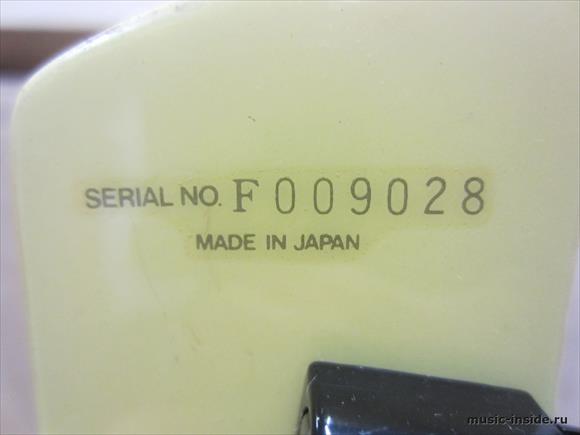 SERIAL NO. F009028
MADE IN JAPAN
music-inside.ru